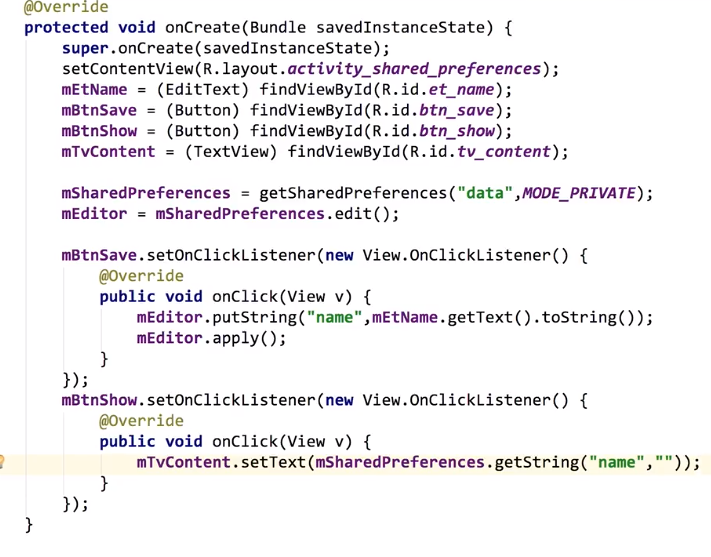 @Override
protected void onCreate(Bundle savedInstanceState) {
    super.onCreate(savedInstanceState);
    setContentView(R.layout.activity_shared_preferences);
    mEtName = (EditText) findViewById(R.id.et_name);
    mBtnSave = (Button) findViewById(R.id.btn_save);
    mBtnShow = (Button) findViewById(R.id.btn_show);
    mTvContent = (TextView) findViewById(R.id.tv_content);

    mSharedPreferences = getSharedPreferences("data",MODE_PRIVATE);
    mEditor = mSharedPreferences.edit();

    mBtnSave.setOnClickListener(new View.OnClickListener() {
        @Override
        public void onClick(View v) {
            mEditor.putString("name",mEtName.getText().toString());
            mEditor.apply();
        }
    });
    mBtnShow.setOnClickListener(new View.OnClickListener() {
        @Override
        public void onClick(View v) {
            mTvContent.setText(mSharedPreferences.getString("name",""));
        }
    });
}